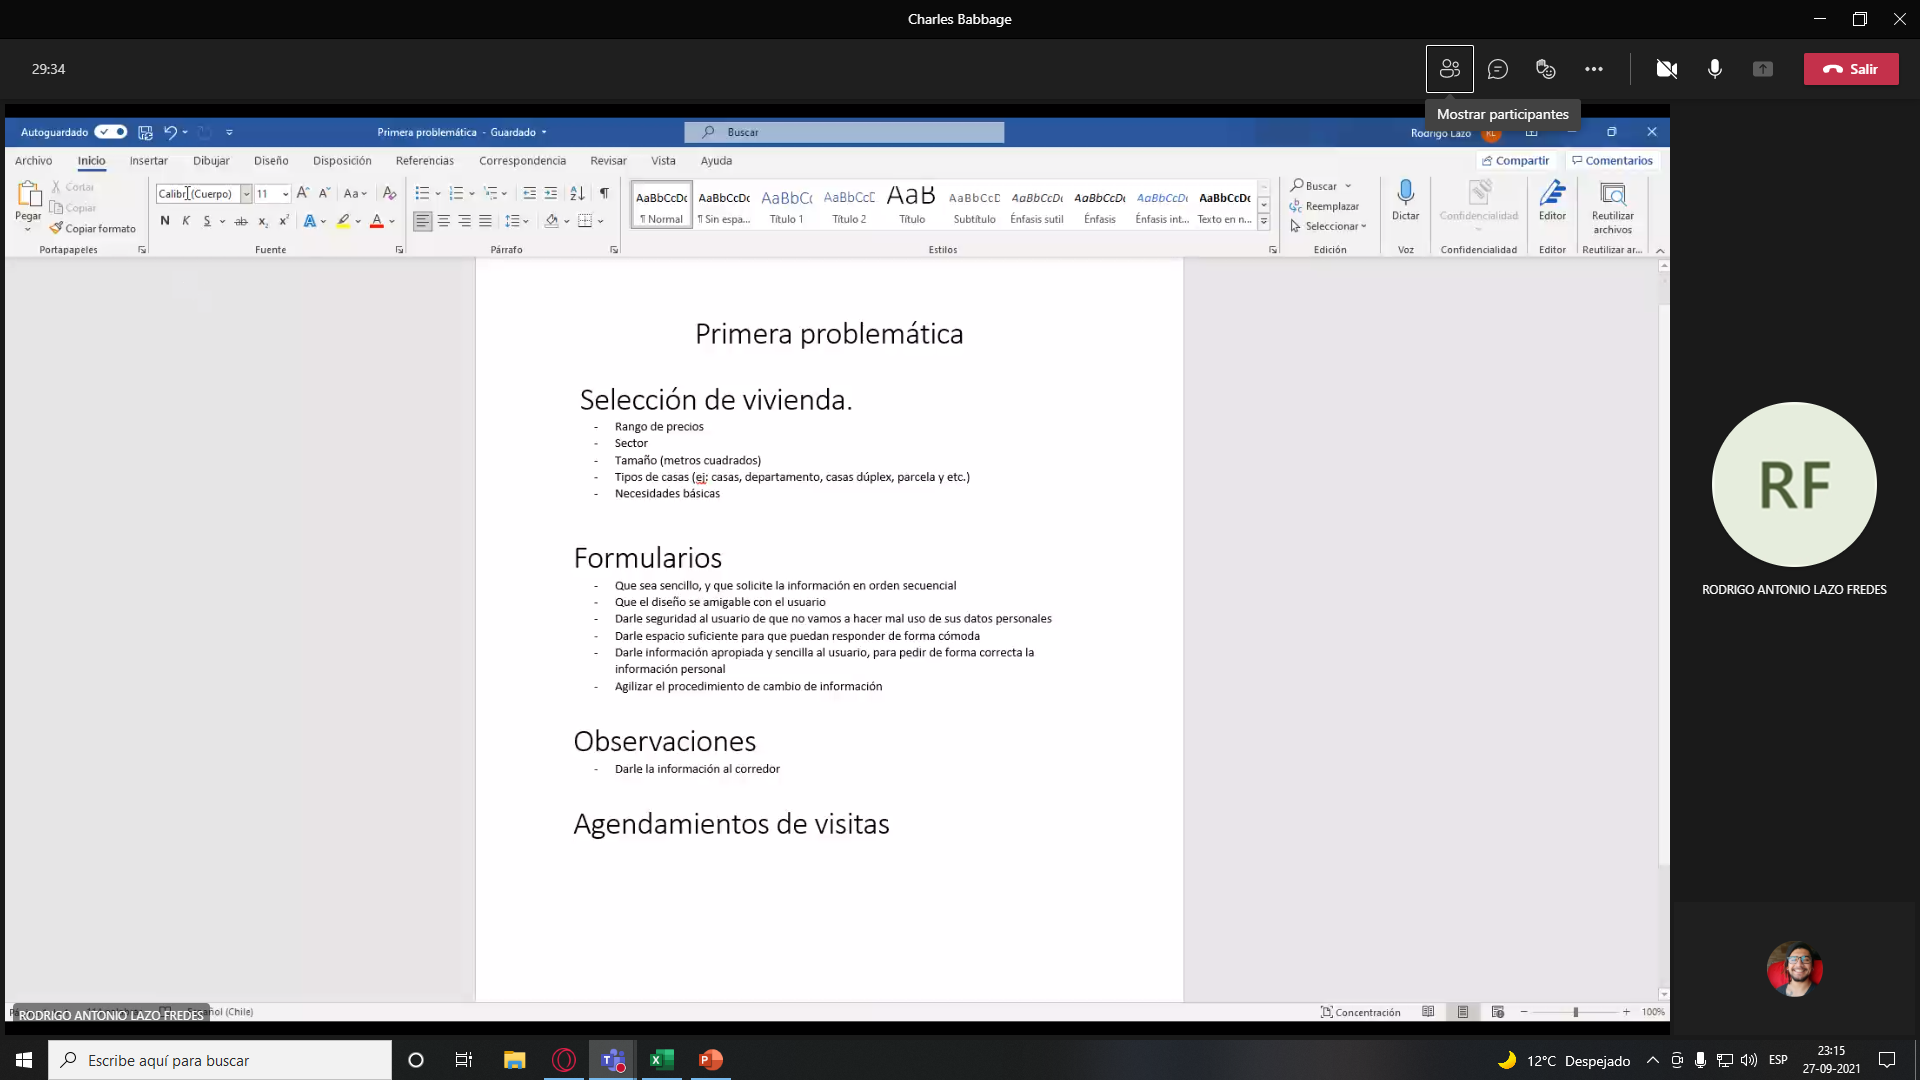 Charles Babbage
29:34
Salir
Mostrar participantes
Autoguardado
Primera problemática - Guardado
Buscar
Rodrigo Lazo
RL
Archivo Inicio Insertar Dibujar Diseño Disposición Referencias Correspondencia Revisar Vista Ayuda
Compartir Comentarios
Pegar
Cortar
Copiar
Copiar formato
Portapapeles
Calibri (Cuerpo) 11
Aa
N K S ab x₂ x² A A
Fuente
Párrafo
AaBbCcDc AaBbCcDc AaBbCc AaBbCcD AaB AaBbCcD AaBbCcDc AaBbCcDc AaBbCcDc AaBbCcDc
¶ Normal ¶ Sin espa... Título 1 Título 2 Título Subtítulo Énfasis sutil Énfasis Énfasis int... Texto en n...
Estilos
Buscar
Reemplazar
Seleccionar
Edición
Dictar
Voz
Confidencialidad
Confidencialidad
Editor
Editor
Reutilizar
archivos
Reutilizar ar...
Primera problemática
Selección de vivienda.
- Rango de precios
- Sector
- Tamaño (metros cuadrados)
- Tipos de casas (ej: casas, departamento, casas dúplex, parcela y etc.)
- Necesidades básicas
Formularios
- Que sea sencillo, y que solicite la información en orden secuencial
- Que el diseño se amigable con el usuario
- Darle seguridad al usuario de que no vamos a hacer mal uso de sus datos personales
- Darle espacio suficiente para que puedan responder de forma cómoda
- Darle información apropiada y sencilla al usuario, para pedir de forma correcta la
información personal
- Agilizar el procedimiento de cambio de información
Observaciones
- Darle la información al corredor
Agendamientos de visitas
RF
RODRIGO ANTONIO LAZO FREDES
RODRIGO ANTONIO LAZO FREDES
(Chile)
Concentración
100%
Escribe aquí para buscar
12°C Despejado
ESP
23:15
27-09-2021